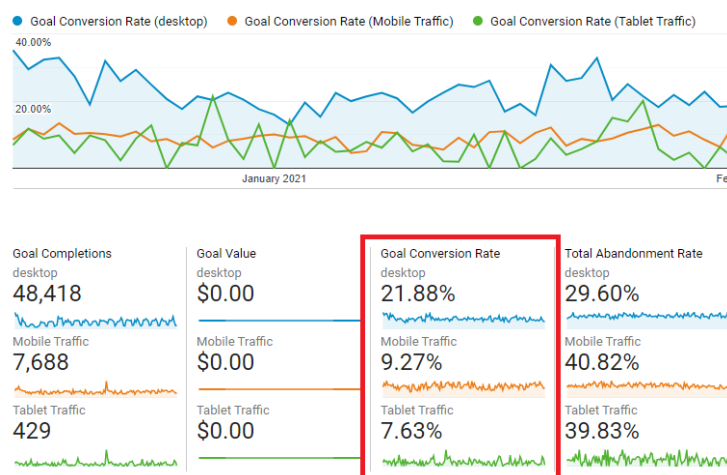 Goal Conversion Rate (desktop) Goal Conversion Rate (Mobile Traffic) Goal Conversion Rate (Tablet Traffic)
40.00%
20.00%
January 2021 Fe
Goal Completions Goal Value Goal Conversion Rate Total Abandonment Rate
desktop desktop desktop desktop
48,418 $0.00 21.88% 29.60%
Mobile Traffic Mobile Traffic Mobile Traffic Mobile Traffic
7,688 $0.00 9.27% 40.82%
Tablet Traffic Tablet Traffic Tablet Traffic Tablet Traffic
429 $0.00 7.63% 39.83%